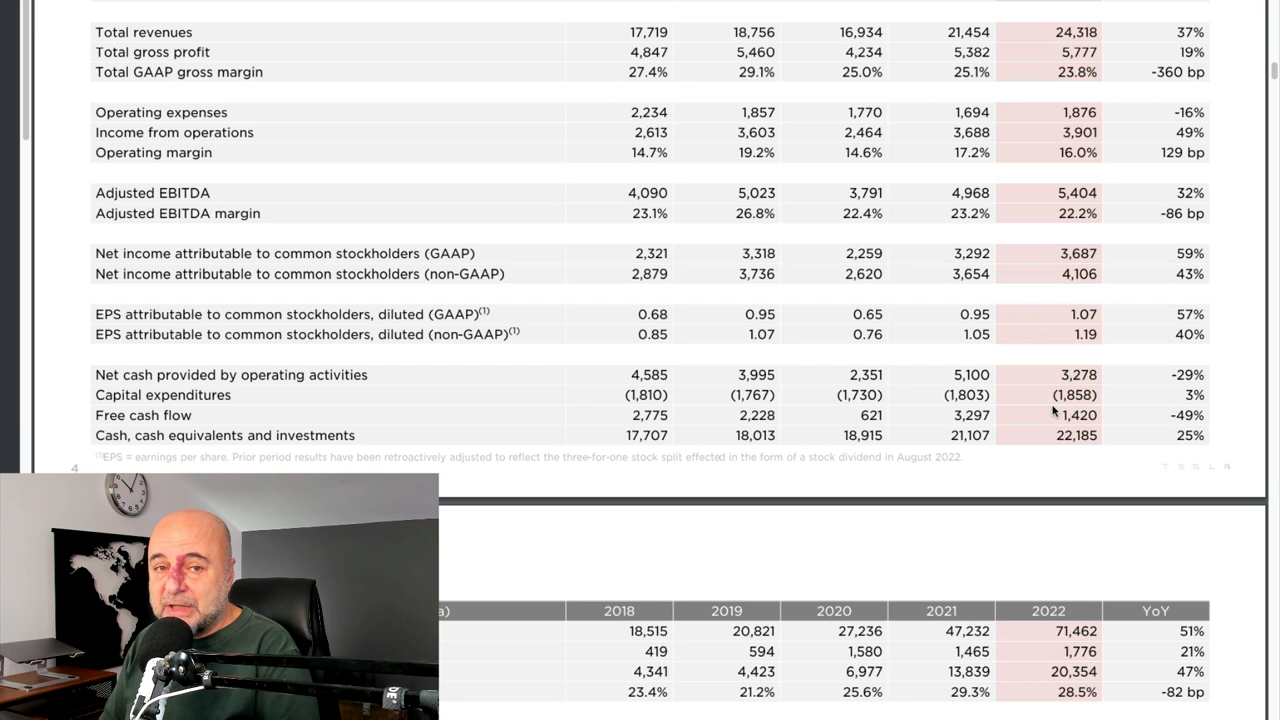 Total revenues 17,719 18,756 16,934 21,454 24,318 37%
Total gross profit 4,847 5,460 4,234 5,382 5,777 19%
Total GAAP gross margin 27.4% 29.1% 25.0% 25.1% 23.8% -360 bp
Operating expenses 2,234 1,857 1,770 1,694 1,876 -16%
Income from operations 2,613 3,603 2,464 3,688 3,901 49%
Operating margin 14.7% 19.2% 14.6% 17.2% 16.0% 129 bp
Adjusted EBITDA 4,090 5,023 3,791 4,968 5,404 32%
Adjusted EBITDA margin 23.1% 26.8% 22.4% 23.2% 22.2% -86 bp
Net income attributable to common stockholders (GAAP) 2,321 3,318 2,259 3,292 3,687 59%
Net income attributable to common stockholders (non-GAAP) 2,879 3,736 2,620 3,654 4,106 43%
EPS attributable to common stockholders, diluted (GAAP)(1) 0.68 0.95 0.65 0.95 1.07 57%
EPS attributable to common stockholders, diluted (non-GAAP)(1) 0.85 1.07 0.76 1.05 1.19 40%
Net cash provided by operating activities 4,585 3,995 2,351 5,100 3,278 -29%
Capital expenditures (1,810) (1,767) (1,730) (1,803) (1,858) 3%
Free cash flow 2,775 2,228 621 3,297 1,420 -49%
Cash, cash equivalents and investments 17,707 18,013 18,915 21,107 22,185 25%
(1)EPS = earnings per share. Prior period results have been retroactively adjusted to reflect the three-for-one stock split effected in the form of a stock dividend in August 2022.
4 TESLA
a) 2018 2019 2020 2021 2022 YoY
18,515 20,821 27,236 47,232 71,462 51%
419 594 1,580 1,465 1,776 21%
4,341 4,423 6,977 13,839 20,354 47%
23.4% 21.2% 25.6% 29.3% 28.5% -82 bp